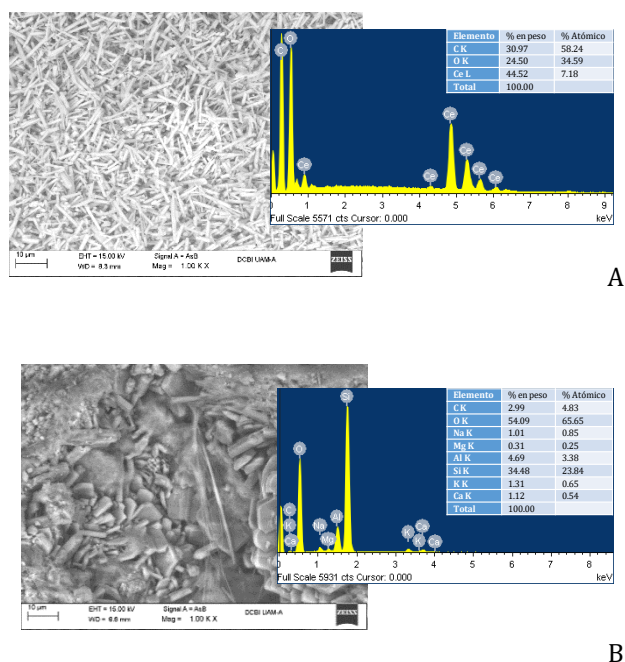 Elemento % en peso % Atómico
C K 30.97 58.24
O K 24.50 34.59
Ce L 44.52 7.18
Total 100.00
O
C
Ce
Ce
Ce
Ce Ce Ce
1 2 3 4 5 6 7 8 9
Full Scale 5571 cts Cursor: 0.000 keV
10 µm EHT = 15.00 kV Signal A = AsB DCBI UAM-A ZEISS
WD = 8.3 mm Mag = 1.00 K X
A
Elemento % en peso % Atómico
C K 2.99 4.83
O K 54.09 65.65
Na K 1.01 0.85
Mg K 0.31 0.25
Al K 4.69 3.38
Si K 34.48 23.84
K K 1.31 0.65
Ca K 1.12 0.54
Total 100.00
Si
O
C
K
Ca
Na
Mg
Al
K
Ca
K
Ca
0 1 2 3 4 5 6 7 8
Full Scale 5931 cts Cursor: 0.000 keV
10 µm EHT = 15.00 kV Signal A = AsB DCBI UAM-A ZEISS
WD = 6.8 mm Mag = 1.00 K X
B